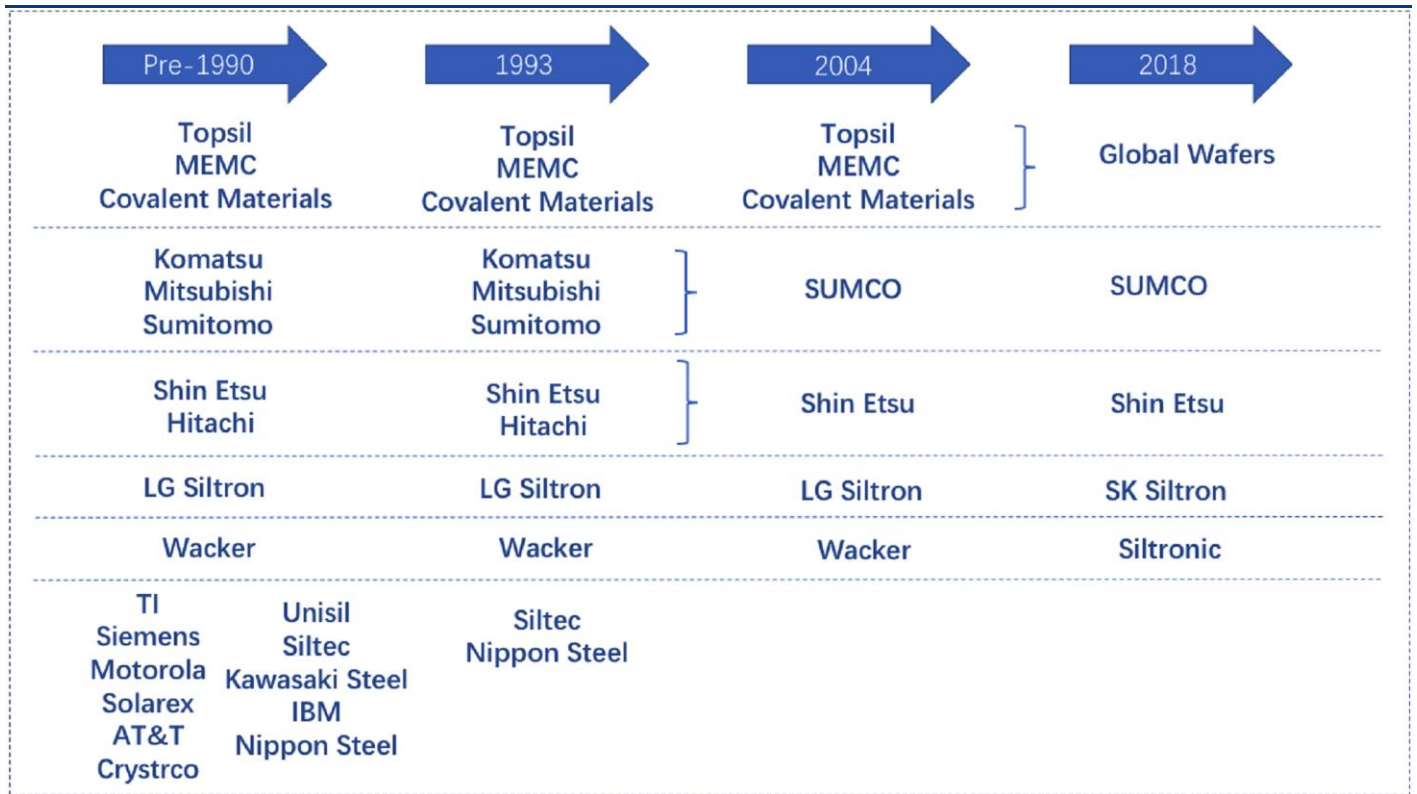 Pre-1990
1993
2004
2018
Topsil
MEMC
Covalent Materials
Topsil
MEMC
Covalent Materials
Topsil
MEMC
Covalent Materials
Global Wafers
Komatsu
Mitsubishi
Sumitomo
Komatsu
Mitsubishi
Sumitomo
SUMCO
SUMCO
Shin Etsu
Hitachi
Shin Etsu
Hitachi
Shin Etsu
Shin Etsu
LG Siltron
LG Siltron
LG Siltron
SK Siltron
Wacker
Wacker
Wacker
Siltronic
TI
Siemens
Motorola
Solarex
AT&T
Crystrco
Unisil
Siltec
Kawasaki Steel
IBM
Nippon Steel
Siltec
Nippon Steel